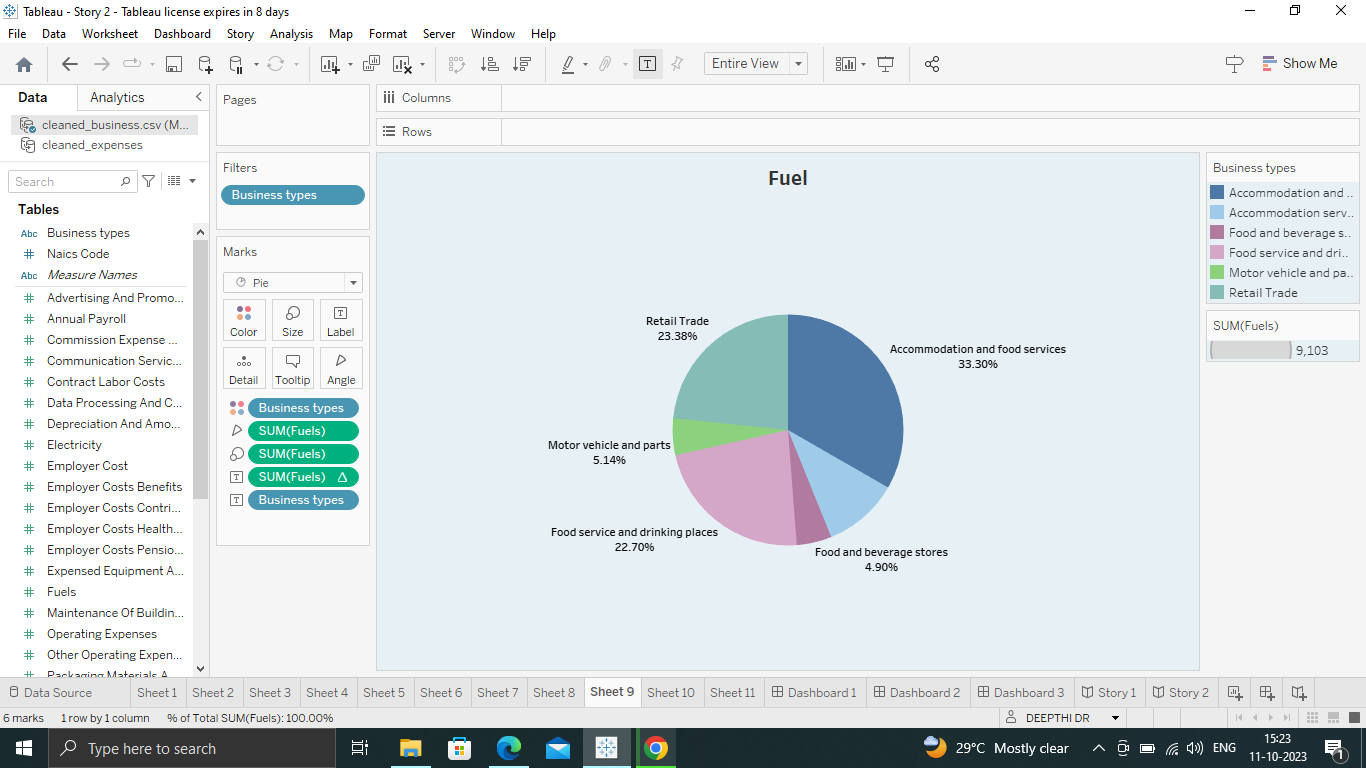 Tableau - Story 2 - Tableau license expires in 8 days
File Data Worksheet Dashboard Story Analysis Map Format Server Window Help
Entire View
Show Me
Data Analytics
cleaned_business.csv (M...
cleaned_expenses
Search
Tables
Abc Business types
# Naics Code
Abc Measure Names
# Advertising And Promo...
# Annual Payroll
# Commission Expense ...
# Communication Servic...
# Contract Labor Costs
# Data Processing And C...
# Depreciation And Amo...
# Electricity
# Employer Cost
# Employer Costs Benefits
# Employer Costs Contri...
# Employer Costs Health...
# Employer Costs Pensio...
# Expensed Equipment A...
# Fuels
# Maintenance Of Buildin...
# Operating Expenses
# Other Operating Expen...
Packaging Materials A...
Pages
Filters
Business types
Marks
Pie
Color Size Label
Detail Tooltip Angle
Business types
SUM(Fuels)
SUM(Fuels)
SUM(Fuels) Δ
Business types
Columns
Rows
Fuel
Retail Trade
23.38%
Accommodation and food services
33.30%
Motor vehicle and parts
5.14%
Food service and drinking places
22.70%
Food and beverage stores
4.90%
Business types
Accommodation and ..
Accommodation serv..
Food and beverage s..
Food service and dri..
Motor vehicle and pa..
Retail Trade
SUM(Fuels)
9,103
Data Source Sheet 1 Sheet 2 Sheet 3 Sheet 4 Sheet 5 Sheet 6 Sheet 7 Sheet 8 Sheet 9 Sheet 10 Sheet 11 Dashboard 1 Dashboard 2 Dashboard 3 Story 1 Story 2
6 marks 1 row by 1 column % of Total SUM(Fuels): 100.00%
DEEPTHI DR
Type here to search
29°C Mostly clear
ENG
15:23
11-10-2023
1